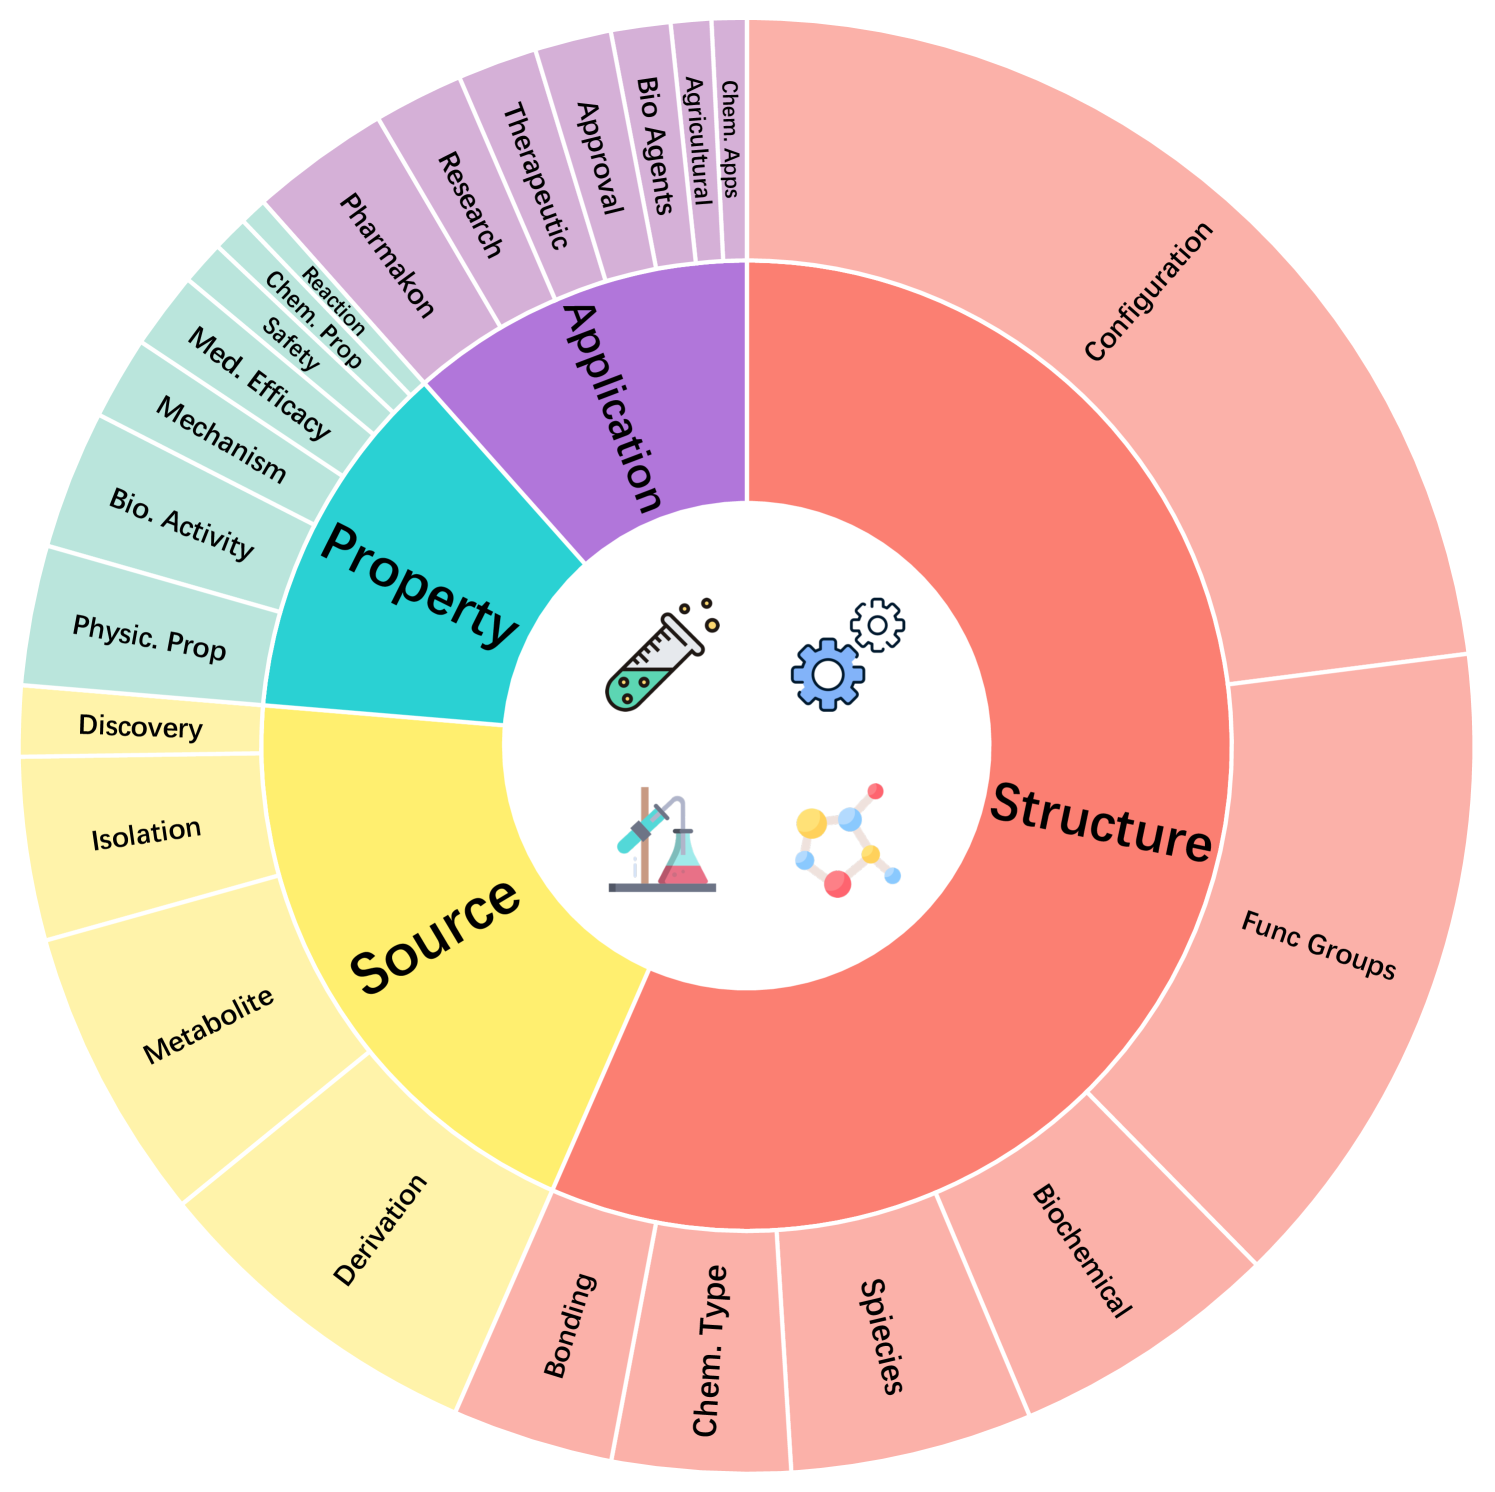 Structure
Configuration
Func Groups
Biochemical
Spiecies
Chem. Type
Bonding
Source
Derivation
Metabolite
Isolation
Discovery
Property
Physic. Prop
Bio. Activity
Mechanism
Med. Efficacy
Safety
Chem. Prop
Reaction
Application
Pharmakon
Research
Therapeutic
Approval
Bio Agents
Agricultural
Chem. Apps